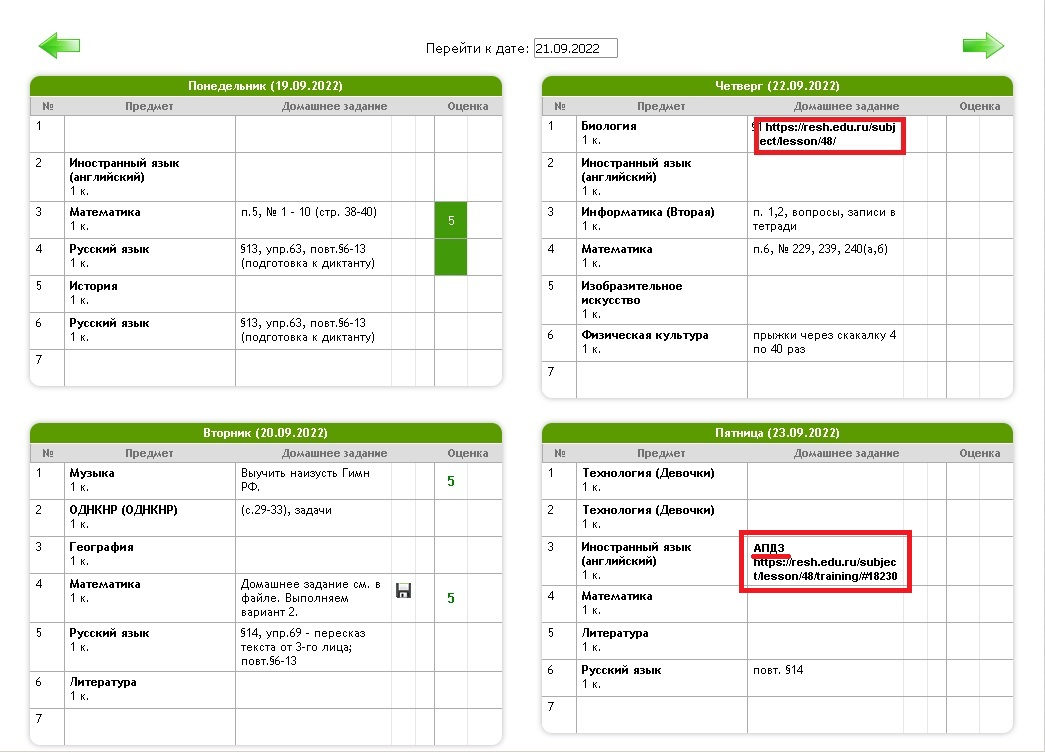 Перейти к дате: 21.09.2022
Понедельник (19.09.2022)
№ Предмет Домашнее задание Оценка
1
2 Иностранный язык
(английский)
1 к.
3 Математика п.5, № 1 - 10 (стр. 38-40) 5
1 к.
4 Русский язык §13, упр.63, повт.§6-13
1 к. (подготовка к диктанту)
5 История
1 к.
6 Русский язык §13, упр.63, повт.§6-13
1 к. (подготовка к диктанту)
7
Четверг (22.09.2022)
№ Предмет Домашнее задание Оценка
1 Биология §1 https://resh.edu.ru/subj
1 к. ect/lesson/48/
2 Иностранный язык
(английский)
1 к.
3 Информатика (Вторая) п. 1,2, вопросы, записи в
1 к. тетради
4 Математика п.6, № 229, 239, 240(а,б)
1 к.
5 Изобразительное
искусство
1 к.
6 Физическая культура прыжки через скакалку 4
1 к. по 40 раз
7
Вторник (20.09.2022)
№ Предмет Домашнее задание Оценка
1 Музыка Выучить наизусть Гимн 5
1 к. РФ.
2 ОДНКНР (ОДНКНР) (с.29-33), задачи
1 к.
3 География
1 к.
4 Математика Домашнее задание см. в 5
1 к. файле. Выполняем
вариант 2.
5 Русский язык §14, упр.69 - пересказ
1 к. текста от 3-го лица;
повт.§6-13
6 Литература
1 к.
7
Пятница (23.09.2022)
№ Предмет Домашнее задание Оценка
1 Технология (Девочки)
1 к.
2 Технология (Девочки)
1 к.
3 Иностранный язык АПДЗ
(английский) https://resh.edu.ru/subjec
1 к. t/lesson/48/training/#18230
4 Математика
1 к.
5 Литература
1 к.
6 Русский язык повт. §14
1 к.
7